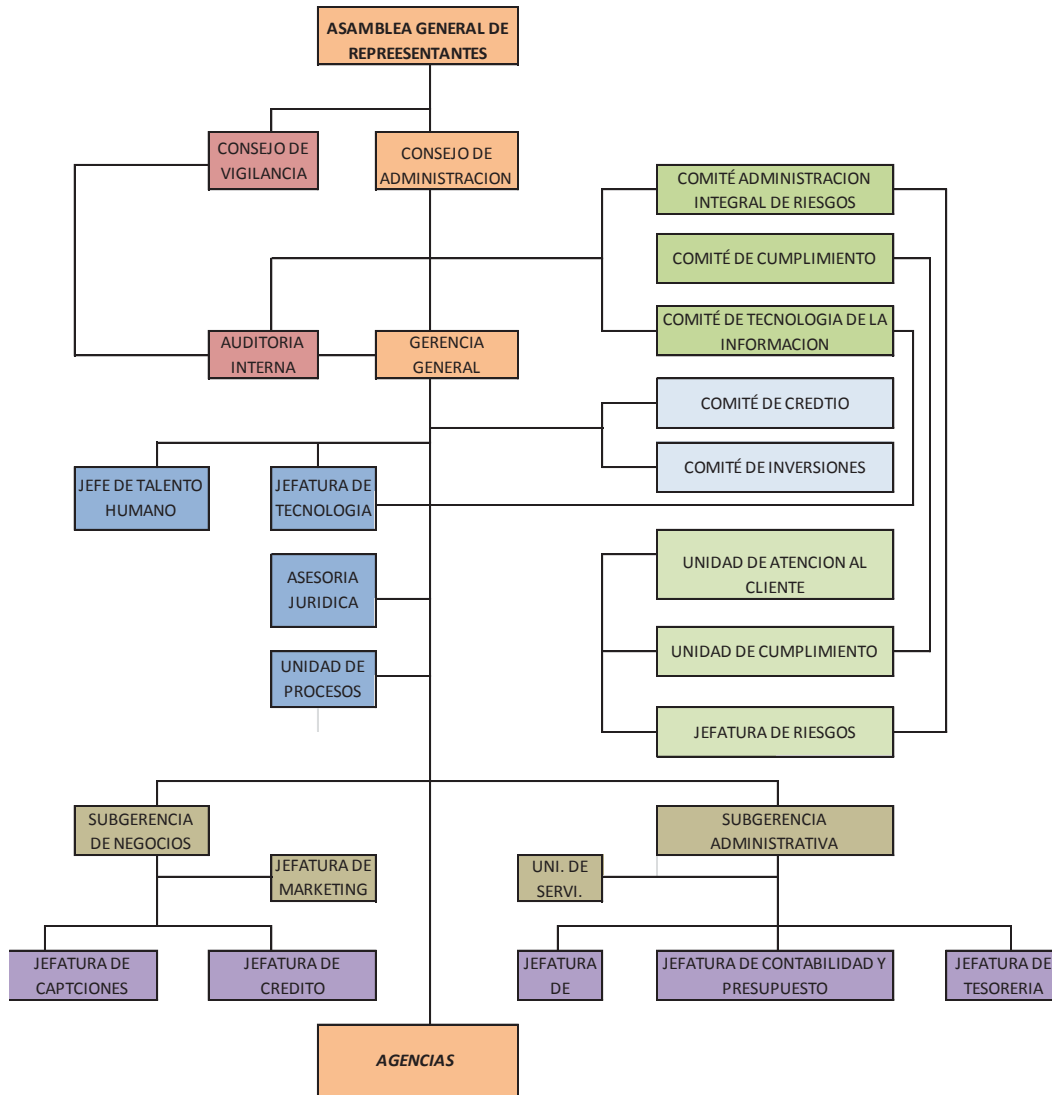 ASAMBLEA GENERAL DE
REPREESENTANTES
CONSEJO DE
VIGILANCIA
CONSEJO DE
ADMINISTRACION
COMITÉ ADMINISTRACION
INTEGRAL DE RIESGOS
COMITÉ DE CUMPLIMIENTO
COMITÉ DE TECNOLOGIA DE LA
INFORMACION
AUDITORIA
INTERNA
GERENCIA
GENERAL
COMITÉ DE CREDTIO
COMITÉ DE INVERSIONES
JEFE DE TALENTO
HUMANO
JEFATURA DE
TECNOLOGIA
ASESORIA
JURIDICA
UNIDAD DE ATENCION AL
CLIENTE
UNIDAD DE CUMPLIMIENTO
UNIDAD DE
PROCESOS
JEFATURA DE RIESGOS
SUBGERENCIA
DE NEGOCIOS
SUBGERENCIA
ADMINISTRATIVA
JEFATURA DE
MARKETING
UNI. DE
SERVI.
JEFATURA DE
CAPTCIONES
JEFATURA DE
CREDITO
JEFATURA
DE
JEFATURA DE CONTABILIDAD Y
PRESUPUESTO
JEFATURA DE
TESORERIA
AGENCIAS